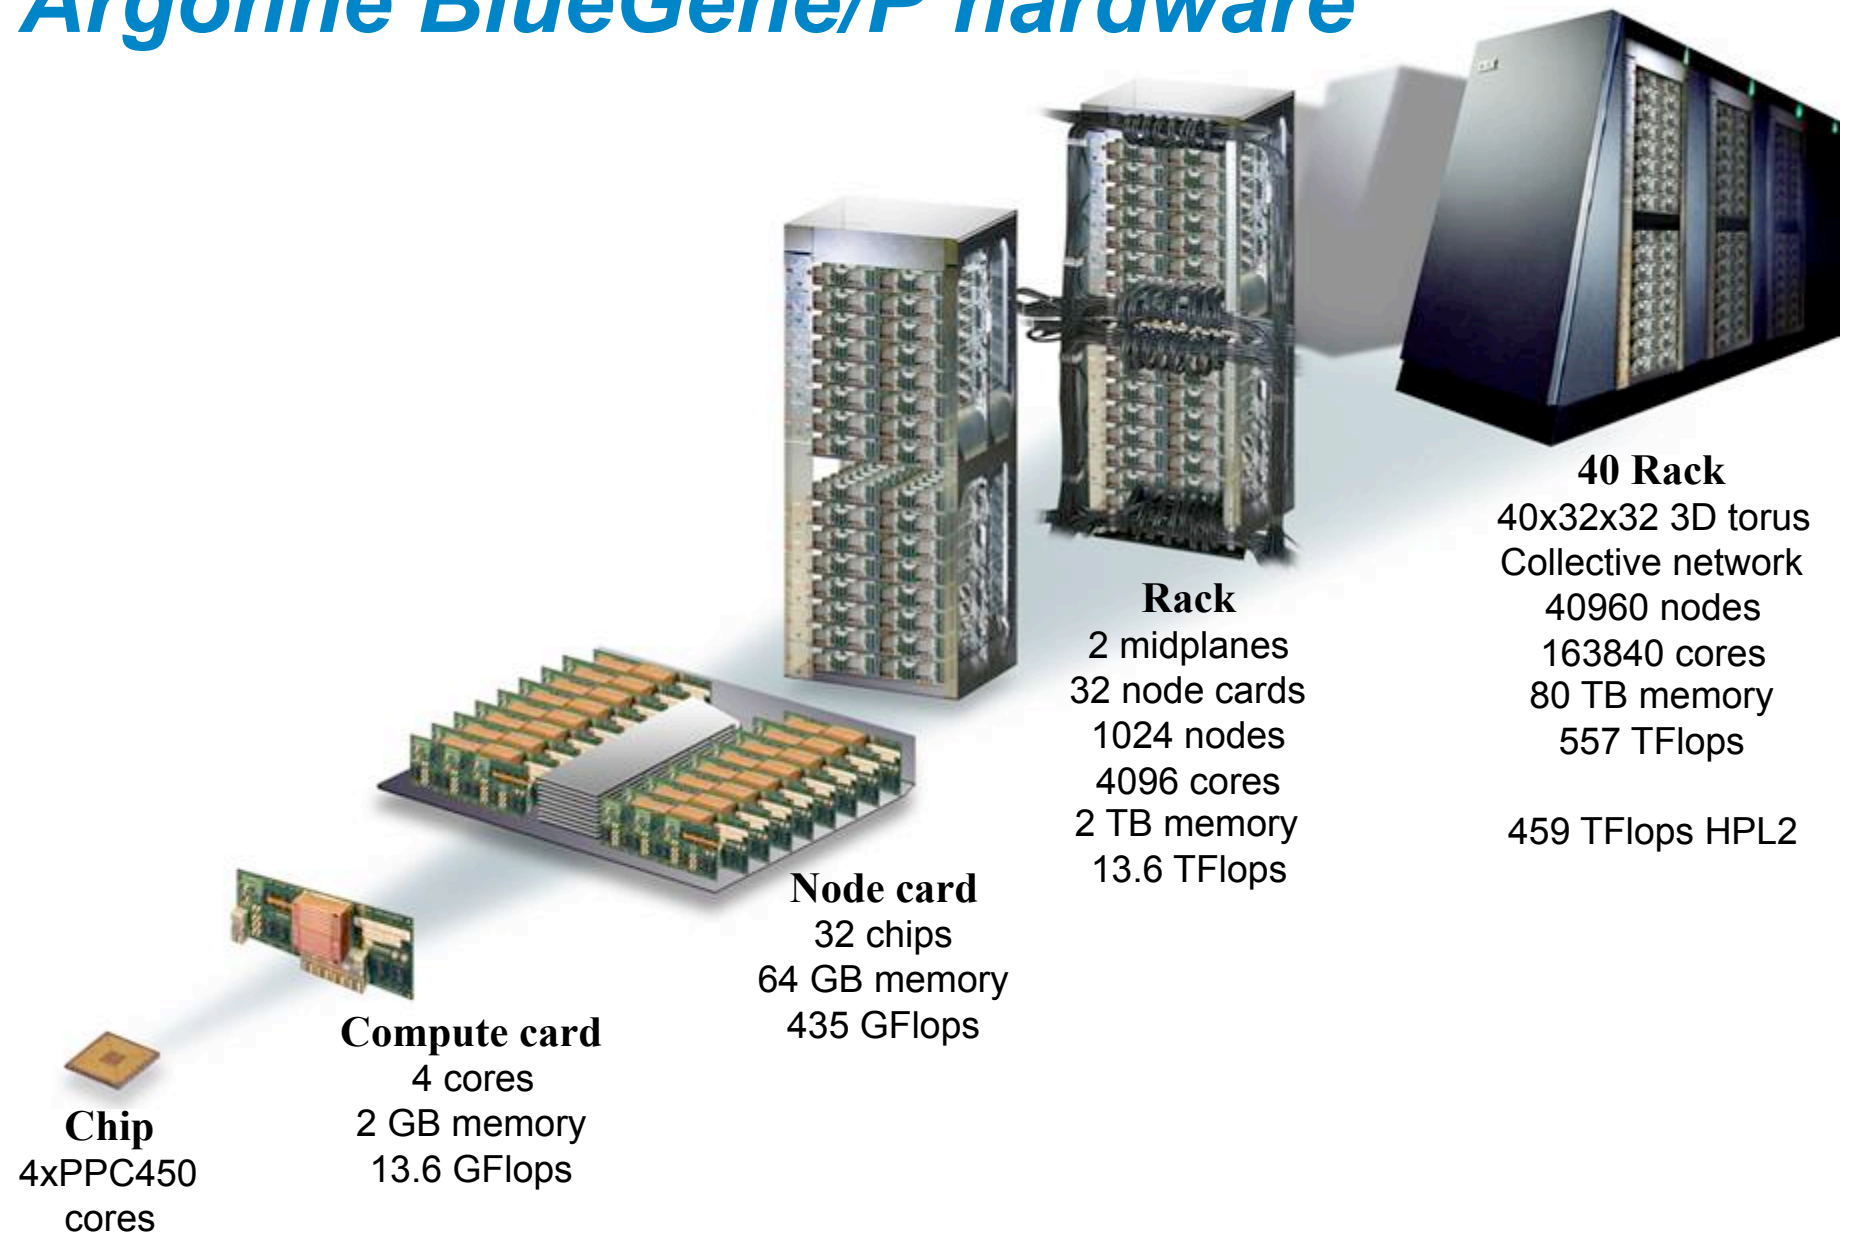 Argonne BlueGene/P hardware
40 Rack
40x32x32 3D torus
Collective network
40960 nodes
163840 cores
80 TB memory
557 TFlops
459 TFlops HPL2
Rack
2 midplanes
32 node cards
1024 nodes
4096 cores
2 TB memory
13.6 TFlops
Node card
32 chips
64 GB memory
435 GFlops
Compute card
4 cores
2 GB memory
13.6 GFlops
Chip
4xPPC450
cores